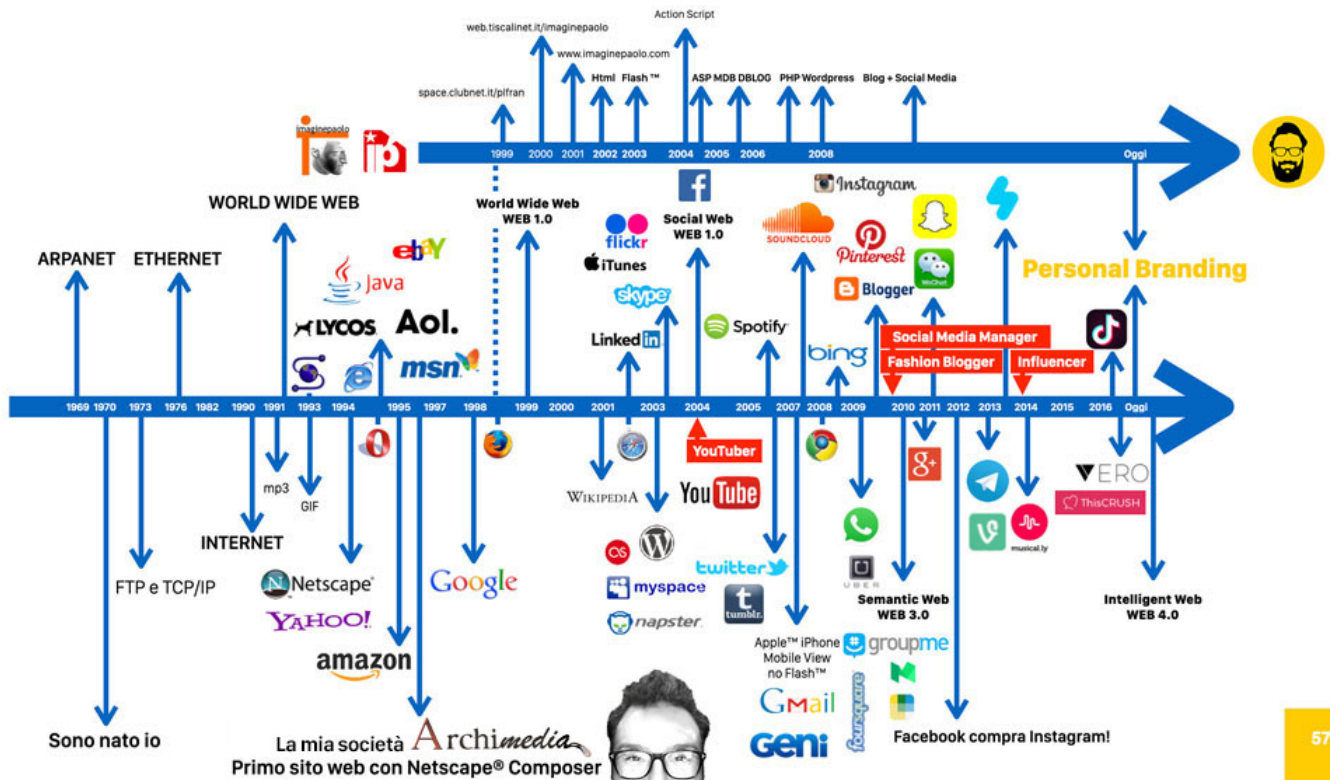 Action Script
web.tiscalinet.it/imaginepaolo
www.imaginepaolo.com
Html
Flash ™
ASP MDB DBLOG
PHP Wordpress
Blog + Social Media
space.clubnet.it/plfran
imaginepaolo
1999
2000
2001
2002
2003
2004
2005
2006
2008
Oggi
WORLD WIDE WEB
World Wide Web
WEB 1.0
Social Web
WEB 1.0
flickr
iTunes
skype
Instagram
SOUNDCLOUD
Pinterest
WeChat
Blogger
ARPANET
ETHERNET
ebaY
Java
LYCOS
Aol.
msn
Linked in
Spotify
bing
Personal Branding
Social Media Manager
Fashion Blogger
Influencer
1969
1970
1973
1976
1982
1990
1991
1993
1994
1995
1997
1998
1999
2000
2001
2003
2004
2005
2007
2008
2009
2010
2011
2012
2013
2014
2015
2016
Oggi
YouTuber
mp3
GIF
INTERNET
FTP e TCP/IP
Netscape®
YAHOO!
amazon
Google
WIKIPEDIA
You Tube
myspace
napster
twitter
t
tumblr.
g+
UBER
musical.ly
VERO
ThisCRUSH
Semantic Web
WEB 3.0
Intelligent Web
WEB 4.0
Apple™ iPhone
Mobile View
no Flash™
GMail
GENi
groupme
foursquare
Sono nato io
La mia società Archimedia
Primo sito web con Netscape® Composer
Facebook compra Instagram!
57